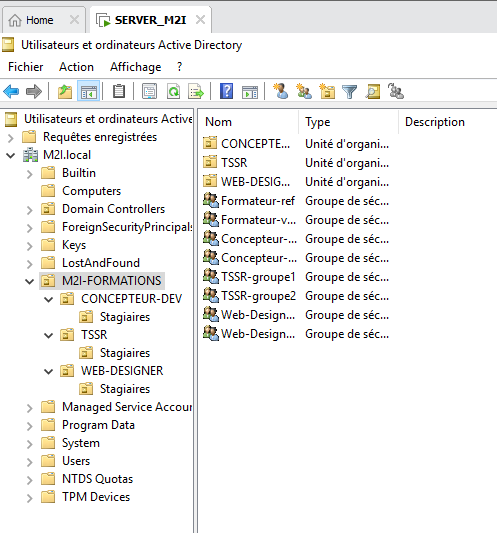 Home
SERVER_M2I
Utilisateurs et ordinateurs Active Directory
Fichier Action Affichage ?
Utilisateurs et ordinateurs Active
Requêtes enregistrées
M2I.local
Builtin
Computers
Domain Controllers
ForeignSecurityPrincipals
Keys
LostAndFound
M2I-FORMATIONS
CONCEPTEUR-DEV
Stagiaires
TSSR
Stagiaires
WEB-DESIGNER
Stagiaires
Managed Service Accour
Program Data
System
Users
NTDS Quotas
TPM Devices
Nom Type Description
CONCEPTE... Unité d'organi...
TSSR Unité d'organi...
WEB-DESIG... Unité d'organi...
Formateur-ref Groupe de séc...
Formateur-v... Groupe de séc...
Concepteur-... Groupe de séc...
Concepteur-... Groupe de séc...
TSSR-groupe1 Groupe de séc...
TSSR-groupe2 Groupe de séc...
Web-Design... Groupe de séc...
Web-Design... Groupe de séc...